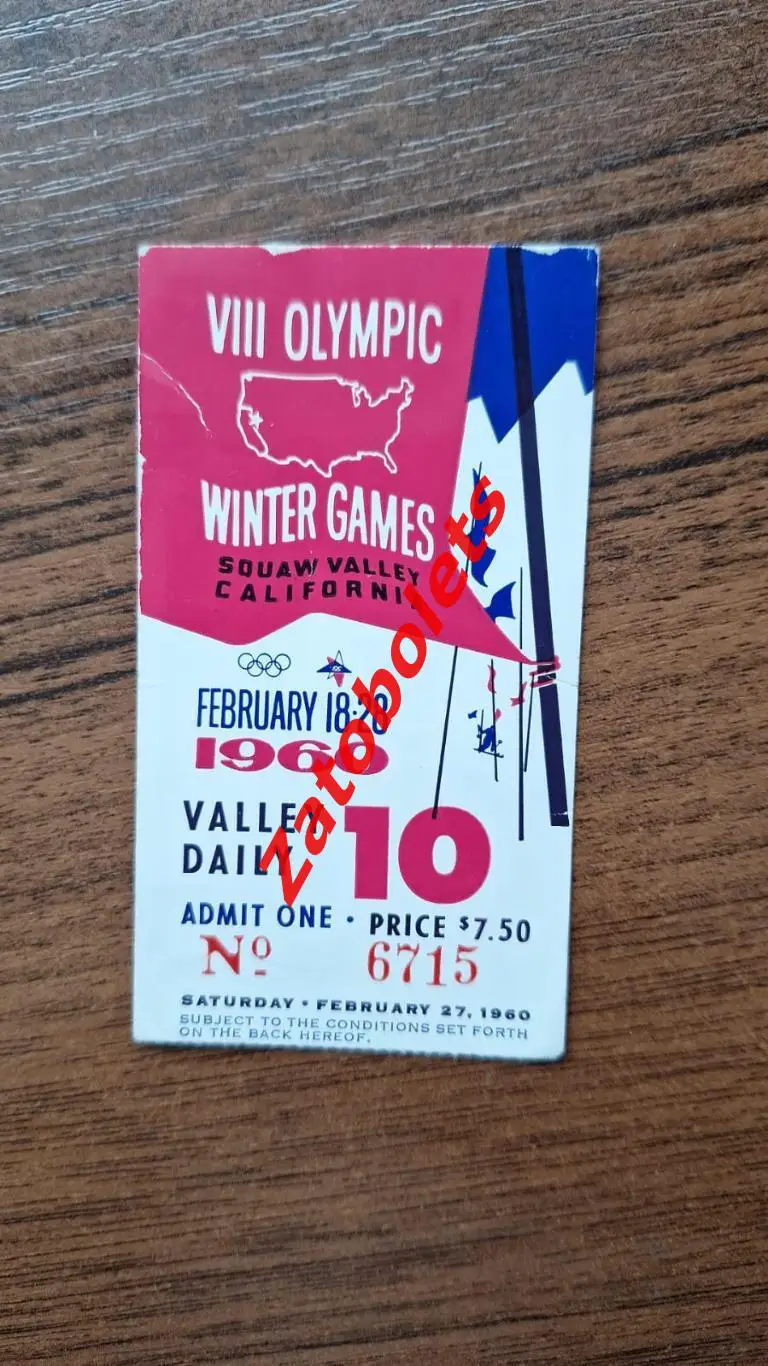 VIII OLYMPIC
WINTER GAMES
SQUAW VALLEY
CALIFORNIA
FEBRUARY 18-28
1960
VALLEY
DAILY
10
ADMIT ONE • PRICE $7.50
Nº 6715
SATURDAY • FEBRUARY 27, 1960
SUBJECT TO THE CONDITIONS SET FORTH
ON THE BACK HEREOF.
Zatobolets